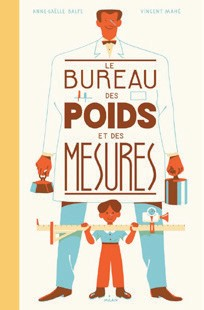 ANNE-GAËLLE BALPE
VINCENT MAHÉ
LE
BUREAU
DES
POIDS
ET DES
MESURES
MILAN